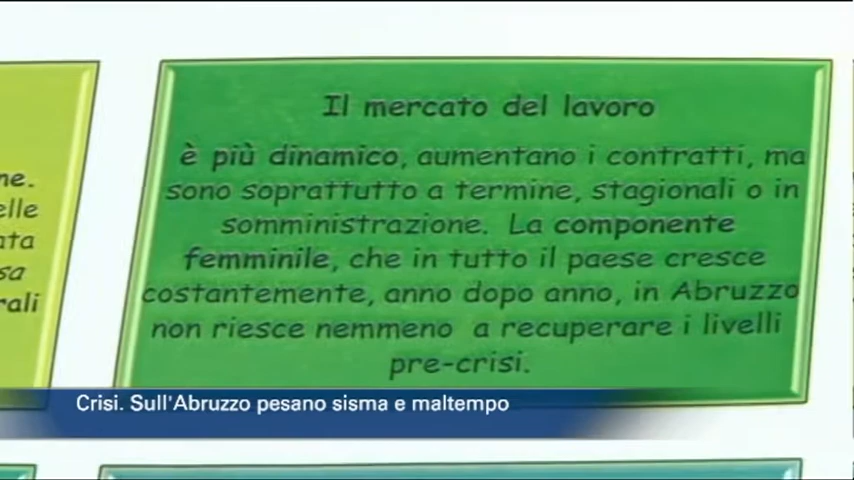 Il mercato del lavoro
è più dinamico, aumentano i contratti, ma
sono soprattutto a termine, stagionali o in
somministrazione. La componente
femminile, che in tutto il paese cresce
costantemente, anno dopo anno, in Abruzzo
non riesce nemmeno a recuperare i livelli
pre-crisi.
ne.
elle
ata
sa
rali
Crisi. Sull'Abruzzo pesano sisma e maltempo